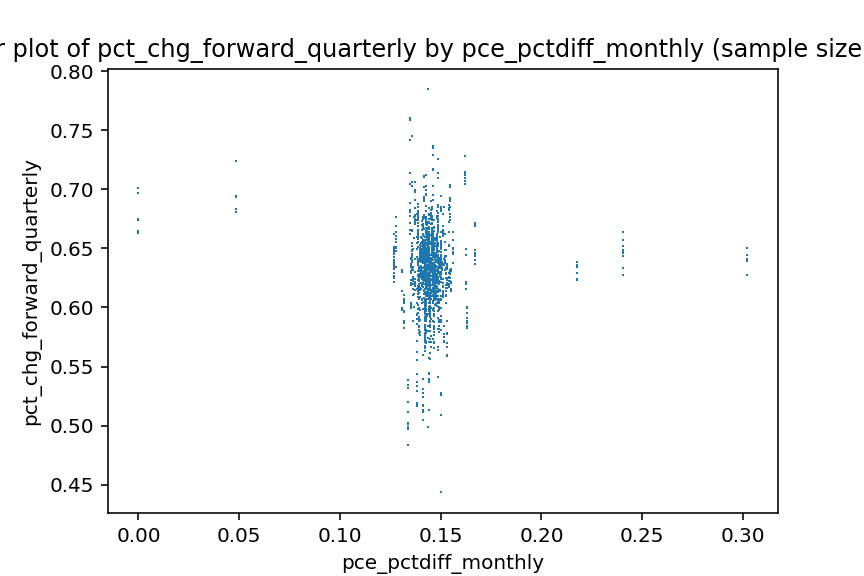 r plot of pct_chg_forward_quarterly by pce_pctdiff_monthly (sample size
0.80
0.75
0.70
0.65
0.60
0.55
0.50
0.45
pct_chg_forward_quarterly
0.00 0.05 0.10 0.15 0.20 0.25 0.30
pce_pctdiff_monthly